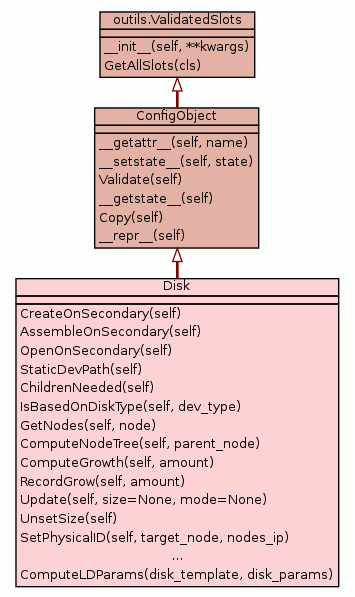 outils.ValidatedSlots
__init__(self, **kwargs)
GetAllSlots(cls)
ConfigObject
__getattr__(self, name)
__setstate__(self, state)
Validate(self)
__getstate__(self)
Copy(self)
__repr__(self)
Disk
CreateOnSecondary(self)
AssembleOnSecondary(self)
OpenOnSecondary(self)
StaticDevPath(self)
ChildrenNeeded(self)
IsBasedOnDiskType(self, dev_type)
GetNodes(self, node)
ComputeNodeTree(self, parent_node)
ComputeGrowth(self, amount)
RecordGrow(self, amount)
Update(self, size=None, mode=None)
UnsetSize(self)
SetPhysicalID(self, target_node, nodes_ip)
...
ComputeLDParams(disk_template, disk_params)